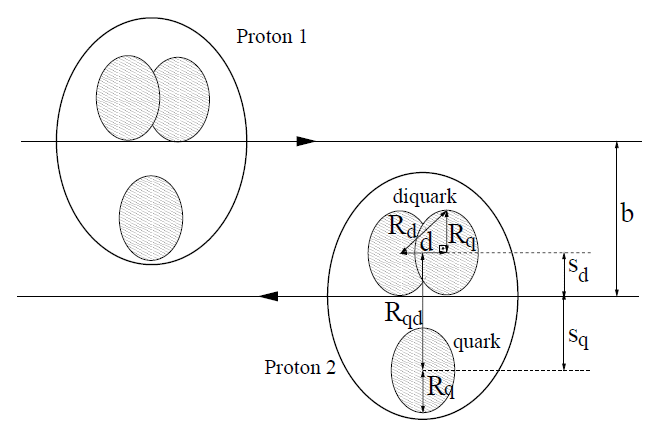 Proton 1
diquark
b
R_d
d
R_q
s_d
R_qd
s_q
quark
Proton 2
R_q